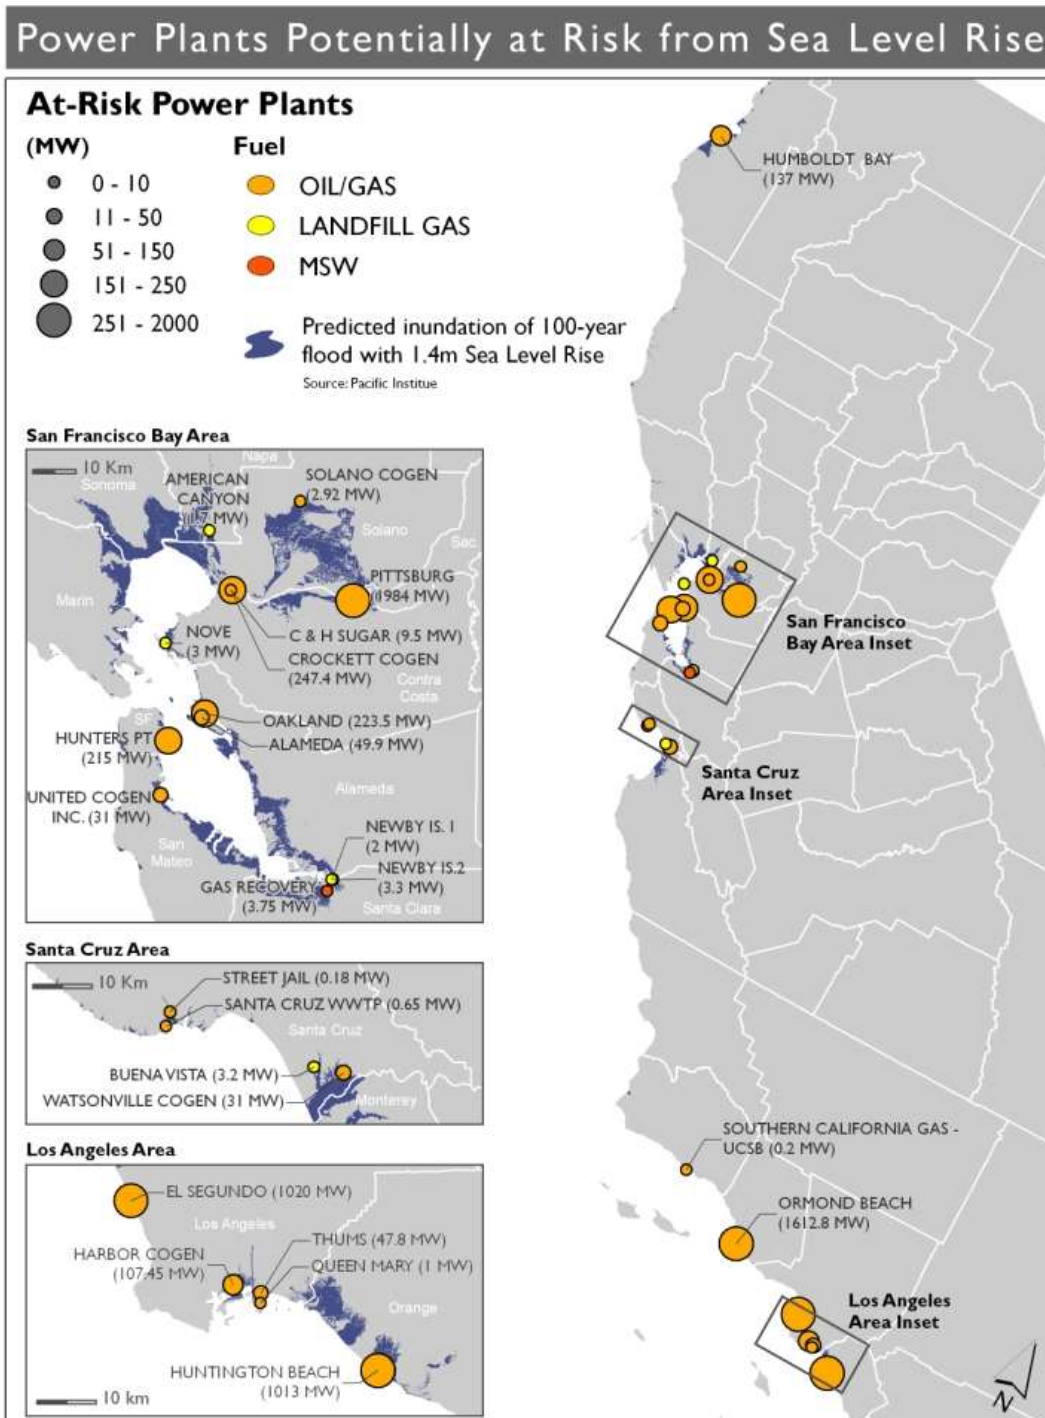 Power Plants Potentially at Risk from Sea Level Rise
At-Risk Power Plants
(MW)
0 - 10
11 - 50
51 - 150
151 - 250
251 - 2000
Fuel
OIL/GAS
LANDFILL GAS
MSW
Predicted inundation of 100-year
flood with 1.4m Sea Level Rise
Source: Pacific Institue
San Francisco Bay Area
10 Km
Napa
Sonoma
AMERICAN
CANYON
(1.7 MW)
SOLANO COGEN
(2.92 MW)
Solano
Sac
Marin
PITTSBURG
(1984 MW)
NOVE
(3 MW)
C & H SUGAR (9.5 MW)
CROCKETT COGEN
(247.4 MW)
Contra
Costa
SF
OAKLAND (223.5 MW)
ALAMEDA (49.9 MW)
HUNTERS PT
(215 MW)
Alameda
UNITED COGEN
INC. (31 MW)
San
Mateo
NEWBY IS. 1
(2 MW)
NEWBY IS.2
(3.3 MW)
GAS RECOVERY
(3.75 MW)
Santa Clara
Santa Cruz Area
10 Km
STREET JAIL (0.18 MW)
SANTA CRUZ WWTP (0.65 MW)
Santa Cruz
BUENA VISTA (3.2 MW)
WATSONVILLE COGEN (31 MW)
Monterey
Los Angeles Area
EL SEGUNDO (1020 MW)
Los Angeles
HARBOR COGEN
(107.45 MW)
THUMS (47.8 MW)
QUEEN MARY (1 MW)
Orange
HUNTINGTON BEACH
(1013 MW)
10 km
HUMBOLDT BAY
(137 MW)
San Francisco
Bay Area Inset
Santa Cruz
Area Inset
SOUTHERN CALIFORNIA GAS -
UCSB (0.2 MW)
ORMOND BEACH
(1612.8 MW)
Los Angeles
Area Inset
N